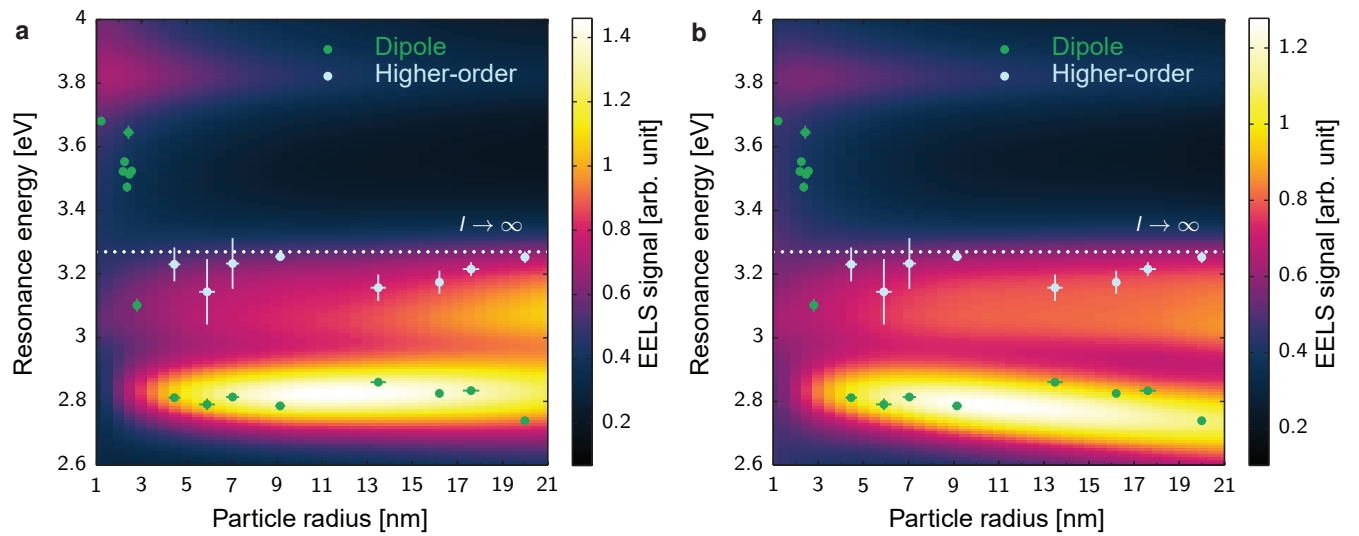 a
4
3.8
3.6
3.4
3.2
3
2.8
2.6
Resonance energy [eV]
Dipole
Higher-order
l → ∞
1 3 5 7 9 11 13 15 17 19 21
Particle radius [nm]
1.4
1.2
1
0.8
0.6
0.4
0.2
EELS signal [arb. unit]
b
4
3.8
3.6
3.4
3.2
3
2.8
2.6
Resonance energy [eV]
Dipole
Higher-order
l → ∞
1 3 5 7 9 11 13 15 17 19 21
Particle radius [nm]
1.2
1
0.8
0.6
0.4
0.2
EELS signal [arb. unit]